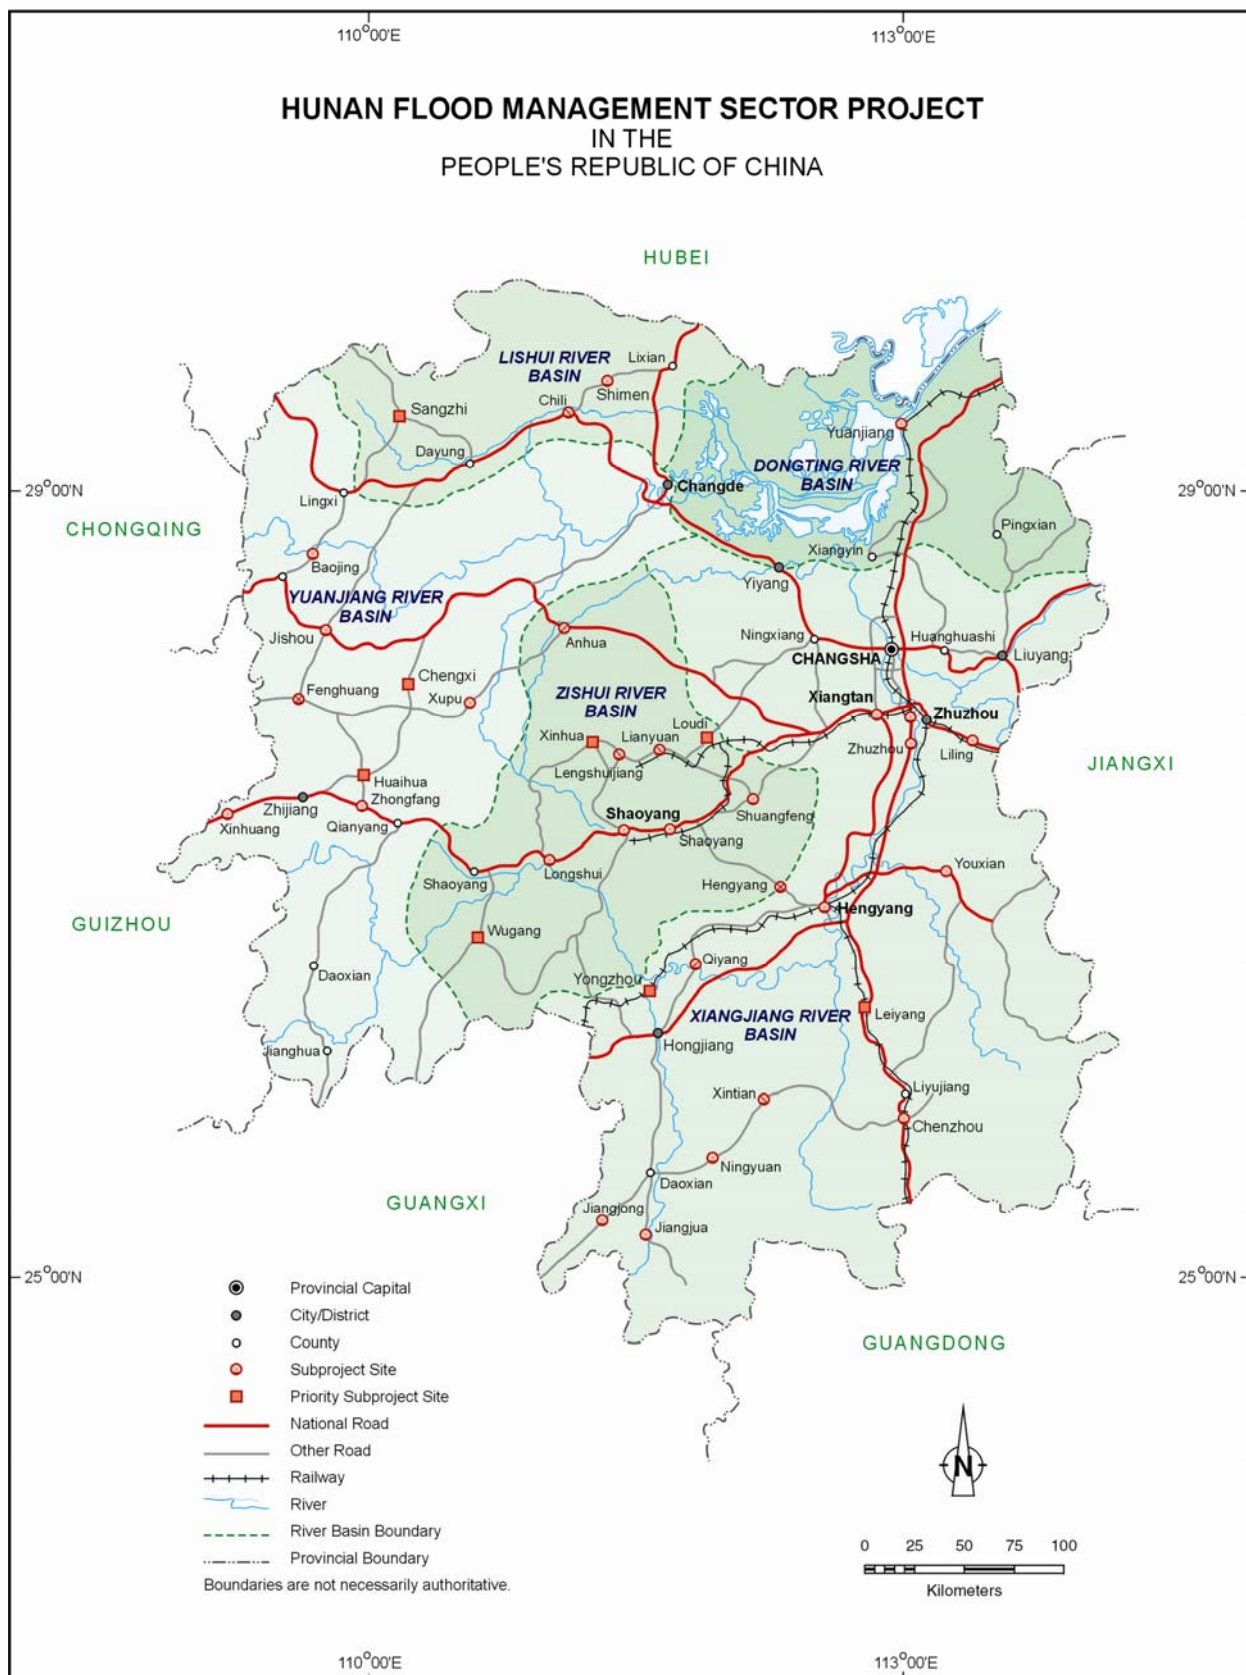 110°00'E
113°00'E
HUNAN FLOOD MANAGEMENT SECTOR PROJECT
IN THE
PEOPLE'S REPUBLIC OF CHINA
HUBEI
LISHUI RIVER
BASIN
Lixian
Shimen
Chili
Sangzhi
Yuanjiang
Dayung
DONGTING RIVER
BASIN
29°00'N
Changde
29°00'N
Lingxi
CHONGQING
Pingxian
Xiangyin
Baojing
Yiyang
YUANJIANG RIVER
BASIN
Jishou
Anhua
Ningxiang
Huanghuashi
CHANGSHA
Liuyang
Chengxi
Fenghuang
Xupu
ZISHUI RIVER
BASIN
Xiangtan
Zhuzhou
Loudi
Xinhua
Lianyuan
Zhuzhou
Liling
Lengshuijiang
JIANGXI
Huaihua
Zhijiang
Zhongfang
Shaoyang
Shuangfeng
Xinhuang
Qianyang
Shaoyang
Youxian
Longshui
Shaoyang
Hengyang
Hengyang
GUIZHOU
Wugang
Qiyang
Daoxian
Yongzhou
XIANGJIANG RIVER
BASIN
Leiyang
Jianghua
Hongjiang
Xintian
Liyujiang
Chenzhou
Ningyuan
Daoxian
GUANGXI
Jiangjong
Jiangjua
25°00'N
25°00'N
Provincial Capital
City/District
County
GUANGDONG
Subproject Site
Priority Subproject Site
National Road
Other Road
N
Railway
River
River Basin Boundary
0 25 50 75 100
Provincial Boundary
Kilometers
Boundaries are not necessarily authoritative.
110°00'E
113°00'E